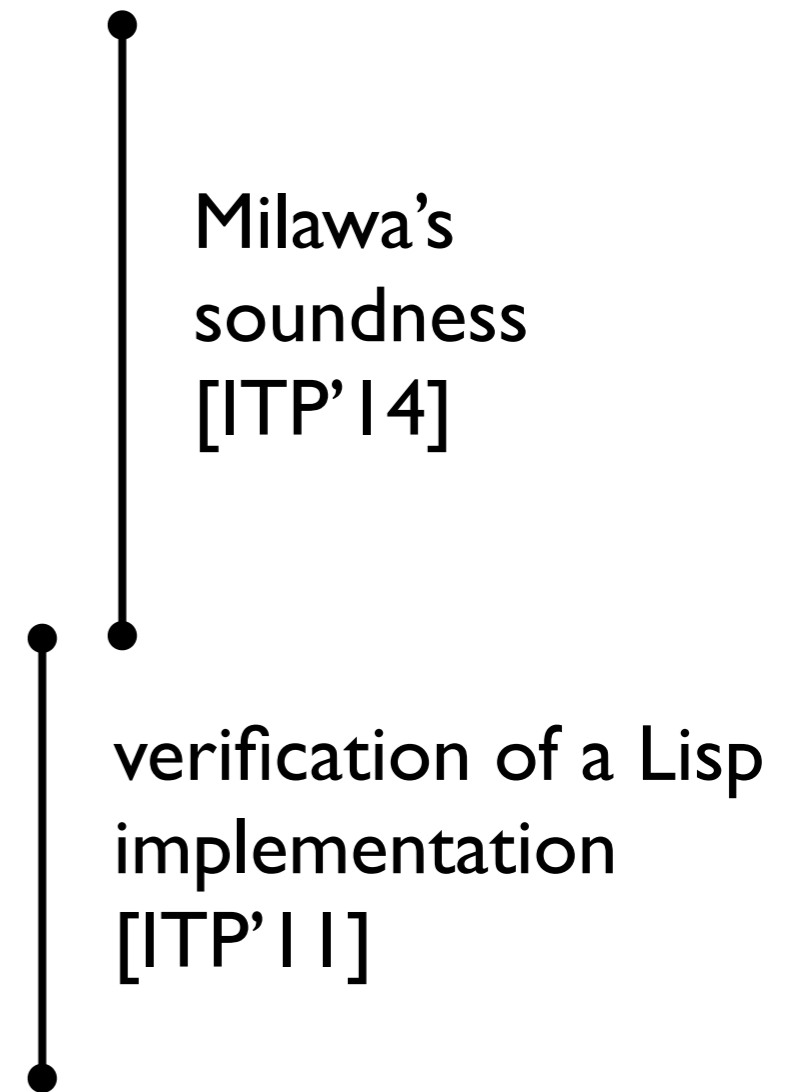 Milawa’s
soundness
[ITP’14]
verification of a Lisp
implementation
[ITP’11]